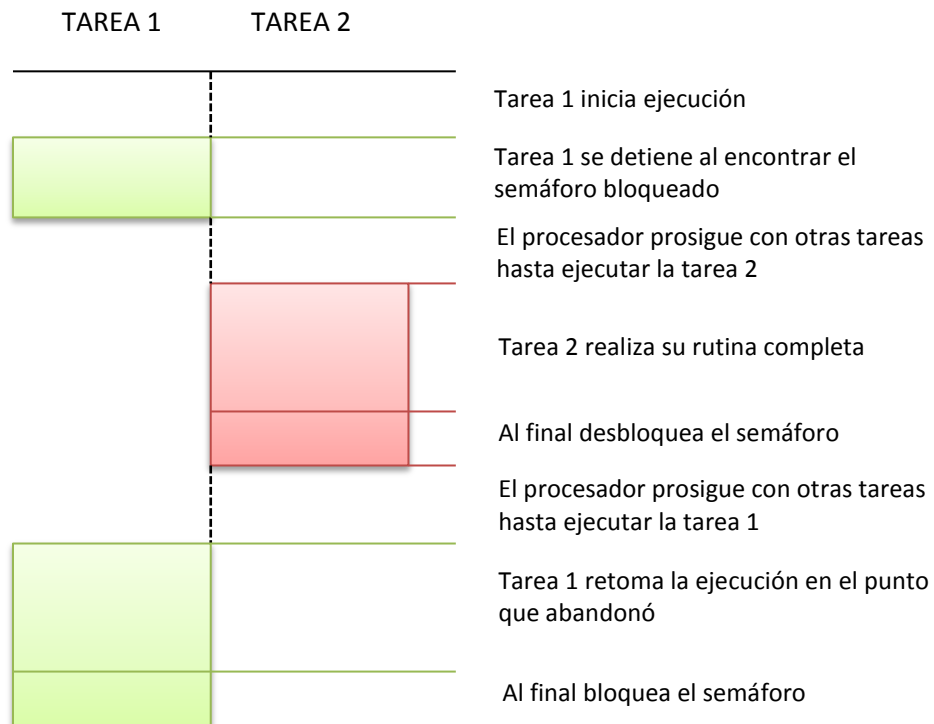 TAREA 1 TAREA 2
Tarea 1 inicia ejecución
Tarea 1 se detiene al encontrar el
semáforo bloqueado
El procesador prosigue con otras tareas
hasta ejecutar la tarea 2
Tarea 2 realiza su rutina completa
Al final desbloquea el semáforo
El procesador prosigue con otras tareas
hasta ejecutar la tarea 1
Tarea 1 retoma la ejecución en el punto
que abandonó
Al final bloquea el semáforo